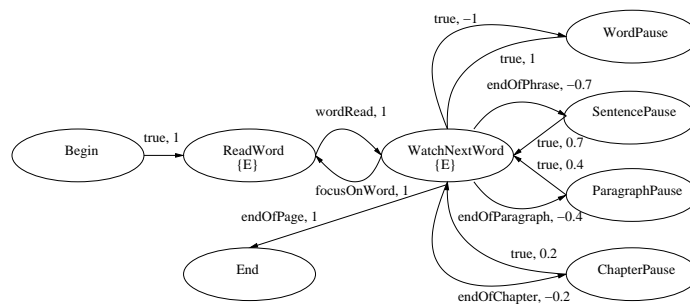 true, −1
WordPause
true, 1
endOfPhrase, −0.7
wordRead, 1
SentencePause
true, 1
Begin
ReadWord
{E}
WatchNextWord
{E}
true, 0.7
true, 0.4
focusOnWord, 1
ParagraphPause
endOfPage, 1
endOfParagraph, −0.4
true, 0.2
End
ChapterPause
endOfChapter, −0.2